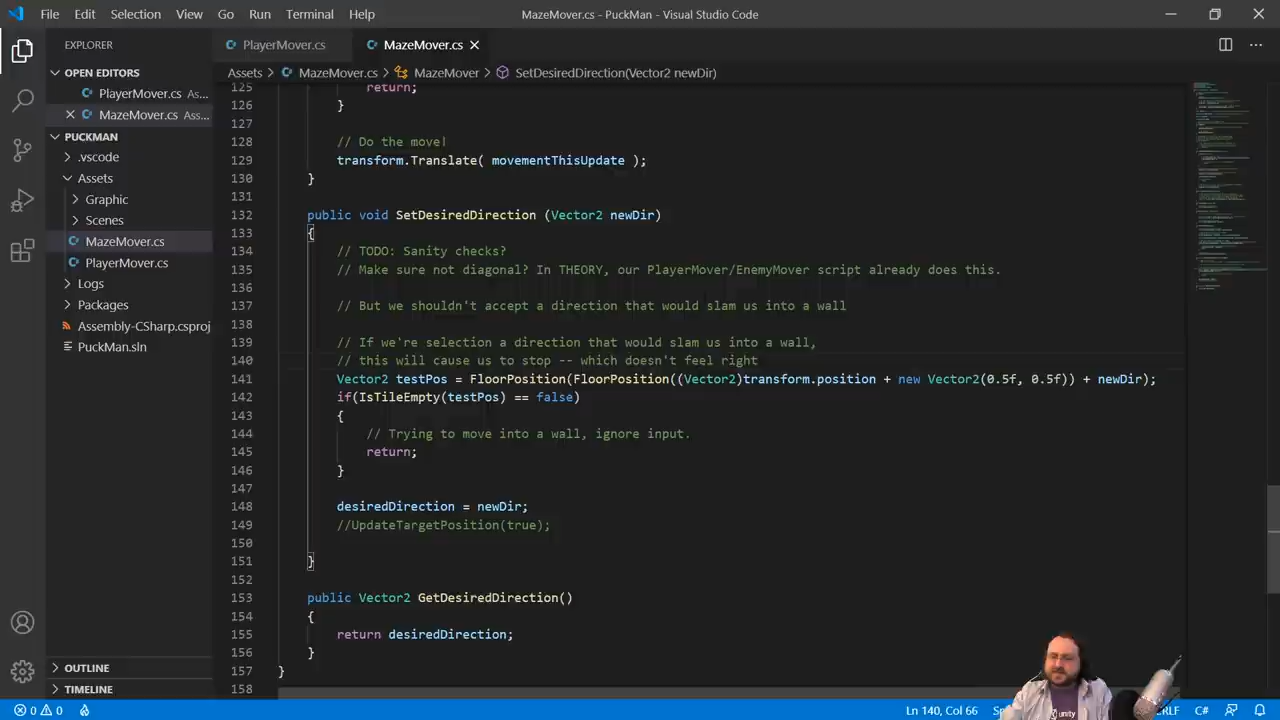 File Edit Selection View Go Run Terminal Help
MazeMover.cs - PuckMan - Visual Studio Code
EXPLORER
OPEN EDITORS
PlayerMover.cs As...
MazeMover.cs Ass...
PUCKMAN
.vscode
Assets
Graphic
Scenes
MazeMover.cs
PlayerMover.cs
Logs
Packages
Assembly-CSharp.csproj
PuckMan.sln
OUTLINE
TIMELINE
PlayerMover.cs MazeMover.cs
Assets > MazeMover.cs > MazeMover > SetDesiredDirection(Vector2 newDir)
125 return;
126 }
127
128 // Do the move!
129 transform.Translate( movementThisUpdate );
130 }
131
132 public void SetDesiredDirection (Vector2 newDir)
133 {
134 // TODO: Sanity checks?
135 // Make sure not diagonal? In THEORY, our PlayerMover/EnemyMover script already does this.
136
137 // But we shouldn't accept a direction that would slam us into a wall
138
139 // If we're selection a direction that would slam us into a wall,
140 // this will cause us to stop -- which doesn't feel right
141 Vector2 testPos = FloorPosition(FloorPosition((Vector2)transform.position + new Vector2(0.5f, 0.5f)) + newDir);
142 if(IsTileEmpty(testPos) == false)
143 {
144 // Trying to move into a wall, ignore input.
145 return;
146 }
147
148 desiredDirection = newDir;
149 //UpdateTargetPosition(true);
150
151 }
152
153 public Vector2 GetDesiredDirection()
154 {
155 return desiredDirection;
156 }
157 }
158
unity
0 0 Ln 140, Col 66 Sp RLF C#